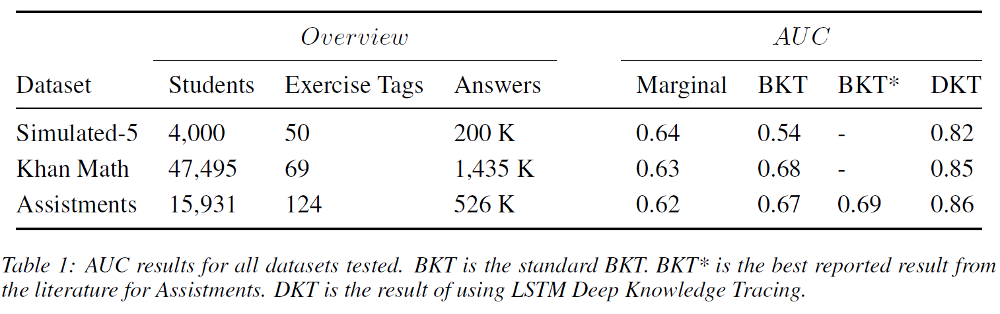 Overview AUC
Dataset Students Exercise Tags Answers Marginal BKT BKT* DKT
Simulated-5 4,000 50 200 K 0.64 0.54 - 0.82
Khan Math 47,495 69 1,435 K 0.63 0.68 - 0.85
Assistments 15,931 124 526 K 0.62 0.67 0.69 0.86
Table 1: AUC results for all datasets tested. BKT is the standard BKT. BKT* is the best reported result from
the literature for Assistments. DKT is the result of using LSTM Deep Knowledge Tracing.